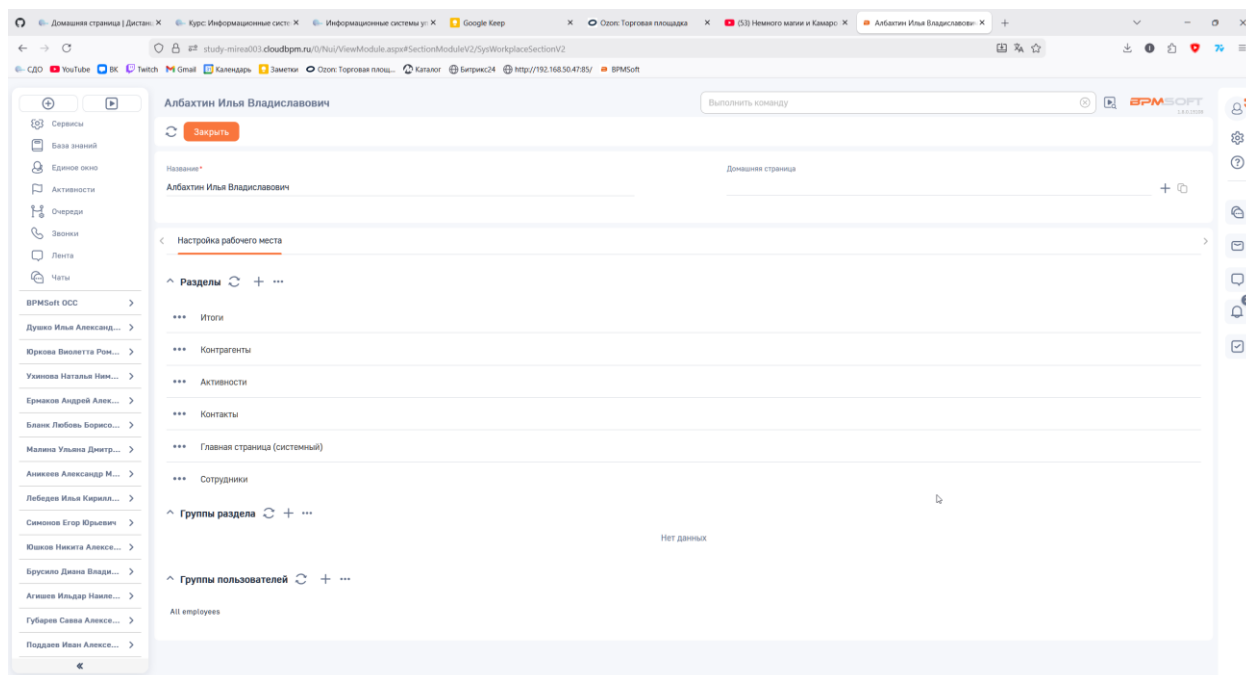 Домашняя страница | Дистанс
Курс: Информационные систе
Информационные системы ус
Google Keep
Ozon: Торговая площадка
(53) Немного магии и Камаро
Албахтин Илья Владиславови
study-mirea003.cloudbpm.ru/0/Nui/ViewModule.aspx#SectionModuleV2/SysWorkplaceSectionV2
СДО YouTube ВК Twitch Gmail Календарь Заметки Ozon: Торговая площ... Каталог Битрикс24 http://192.168.50.47:85/ BPMSoft
Албахтин Илья Владиславович
Выполнить команду
BPMSOFT
Закрыть
Сервисы
База знаний
Единое окно
Активности
Очереди
Звонки
Лента
Чаты
BPMSoft ОСС
Душко Илья Александ...
Юркова Виолетта Ром...
Ухинова Наталья Ним...
Ермаков Андрей Алек...
Бланк Любовь Борисо...
Малина Ульяна Дмитр...
Аникеев Александр М...
Лебедев Илья Кирилл...
Симонов Егор Юрьевич
Юшков Никита Алексе...
Брусило Диана Влади...
Агишев Ильдар Наиле...
Губарев Савва Алексе...
Поддаев Иван Алексе...
Название*
Домашняя страница
Албахтин Илья Владиславович
Настройка рабочего места
Разделы
Итоги
Контрагенты
Активности
Контакты
Главная страница (системный)
Сотрудники
Группы раздела
Нет данных
Группы пользователей
All employees